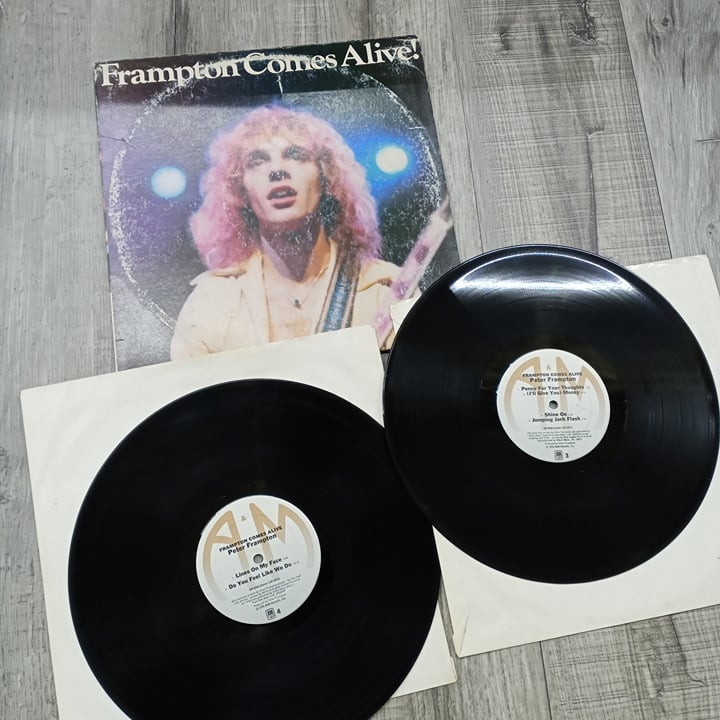 Frampton Comes Alive!
&
AM
FRAMPTON COMES ALIVE
Peter Frampton
Penny For Your Thoughts
(I'll Give You) Money
Shine On
Jumping Jack Flash
3
&
AM
FRAMPTON COMES ALIVE
Peter Frampton
Lines On My Face
Do You Feel Like We Do
4